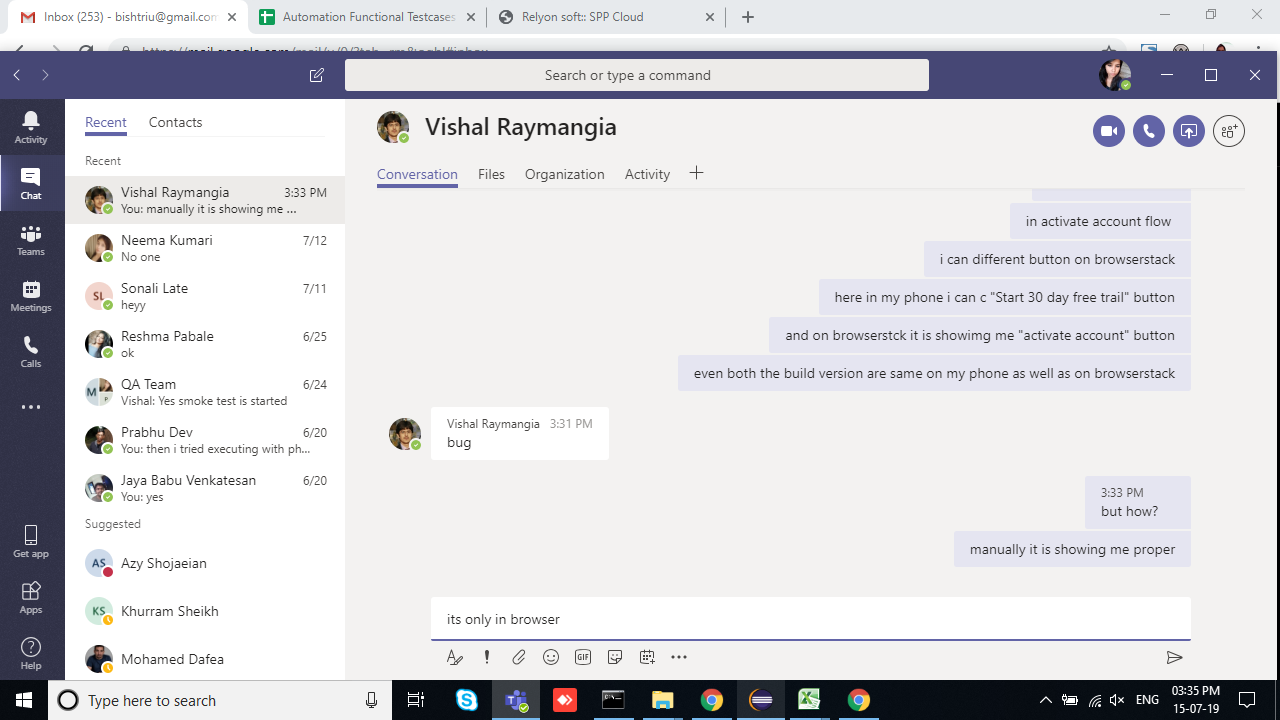 Inbox (253) - bishtriu@gmail.com
Automation Functional Testcases
Relyon soft:: SPP Cloud
Search or type a command
Activity
Chat
Teams
Meetings
Calls
Get app
Apps
Help
Recent
Contacts
Recent
Vishal Raymangia 3:33 PM
You: manually it is showing me ...
Neema Kumari 7/12
No one
SL
Sonali Late 7/11
heyy
Reshma Pabale 6/25
ok
M P
QA Team 6/24
Vishal: Yes smoke test is started
Prabhu Dev 6/20
You: then i tried executing with ph...
Jaya Babu Venkatesan 6/20
You: yes
Suggested
AS
Azy Shojaeian
KS
Khurram Sheikh
Mohamed Dafea
Vishal Raymangia
Conversation
Files
Organization
Activity
in activate account flow
i can different button on browserstack
here in my phone i can c "Start 30 day free trail" button
and on browserstck it is showimg me "activate account" button
even both the build version are same on my phone as well as on browserstack
Vishal Raymangia 3:31 PM
bug
3:33 PM
but how?
manually it is showing me proper
its only in browser
GIF
Type here to search
ENG
03:35 PM
15-07-19